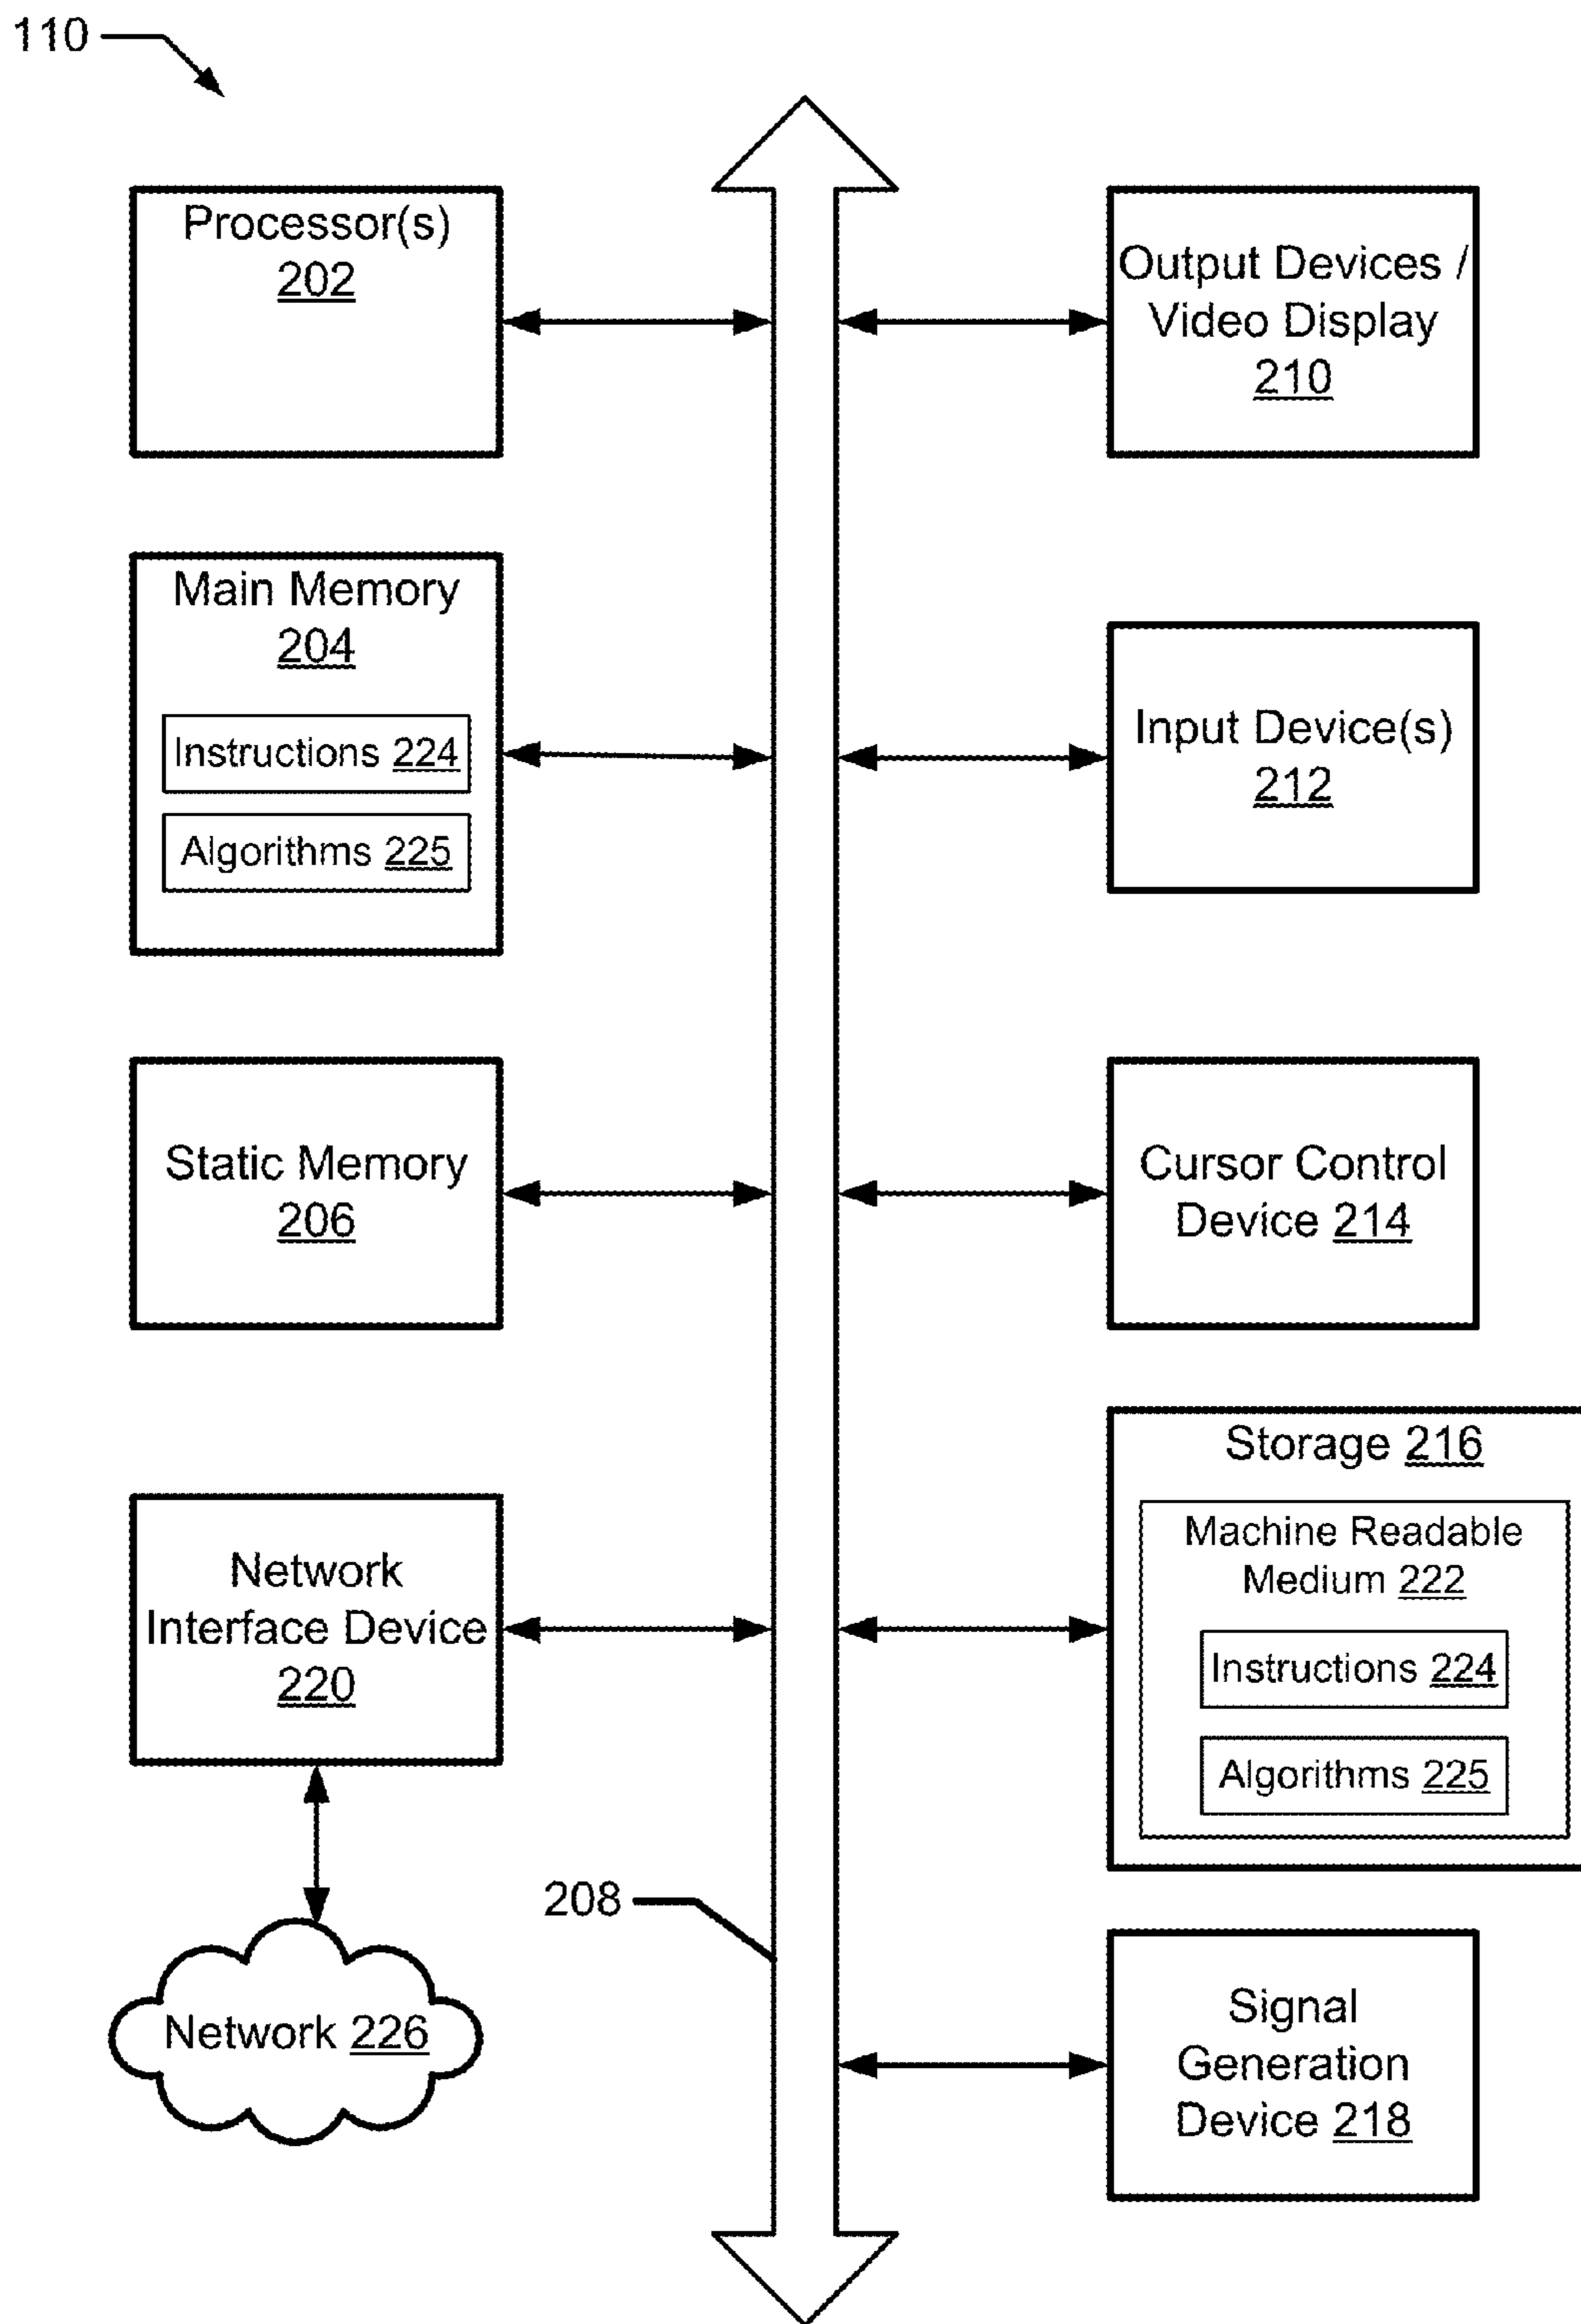 110
Processor(s)
202
Output Devices /
Video Display
210
Main Memory
204
Instructions 224
Algorithms 225
Input Device(s)
212
Static Memory
206
Cursor Control
Device 214
Network
Interface Device
220
Storage 216
Machine Readable
Medium 222
Instructions 224
Algorithms 225
208
Network 226
Signal
Generation
Device 218